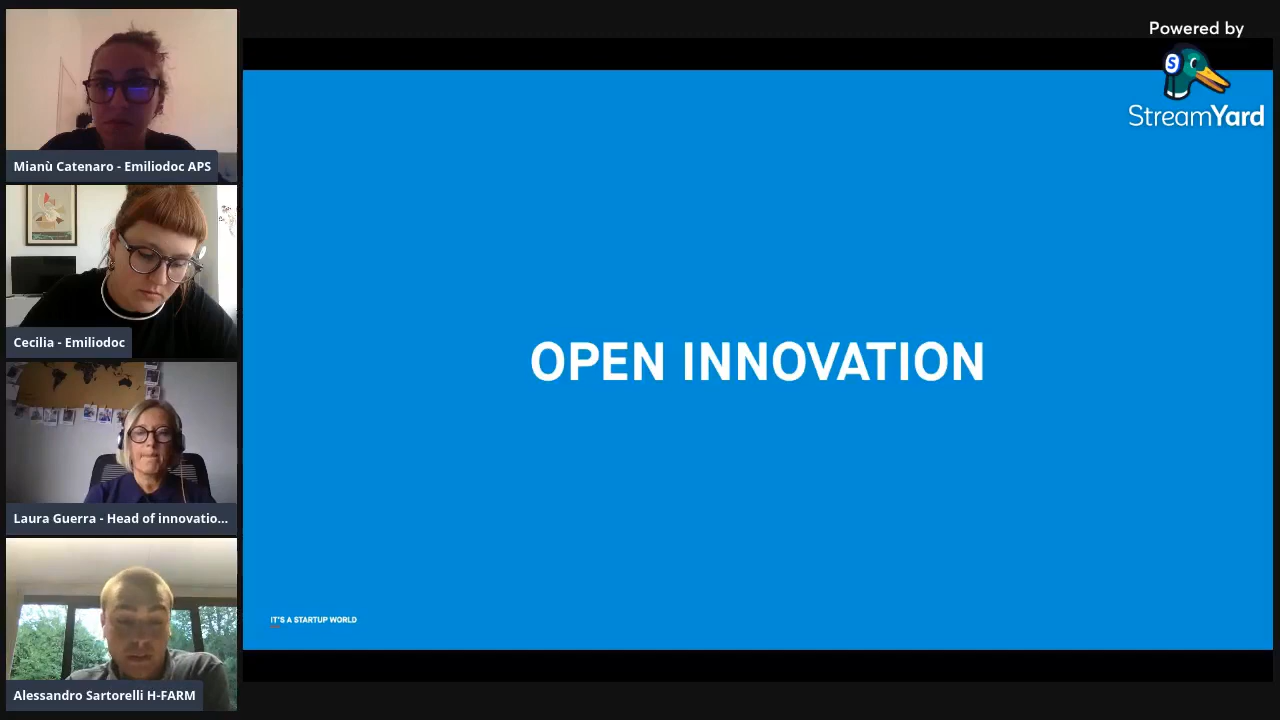 Powered by
StreamYard
Mianù Catenaro - Emiliodoc APS
Cecilia - Emiliodoc
Laura Guerra - Head of innovatio...
Alessandro Sartorelli H-FARM
OPEN INNOVATION
IT'S A STARTUP WORLD